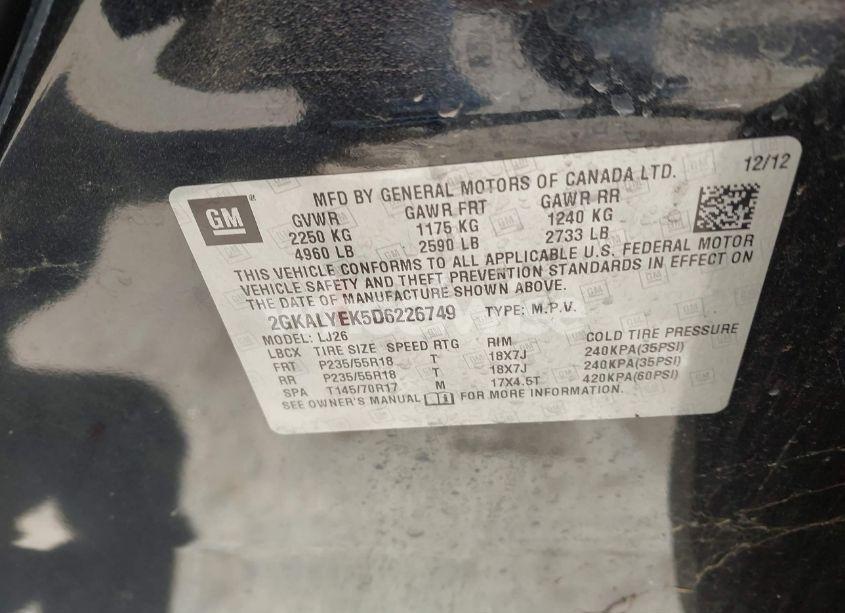 12/12
MFD BY GENERAL MOTORS OF CANADA LTD.
GM
GVWR GAWR FRT GAWR RR
2250 KG 1175 KG 1240 KG
4960 LB 2590 LB 2733 LB
THIS VEHICLE CONFORMS TO ALL APPLICABLE U.S. FEDERAL MOTOR
VEHICLE SAFETY AND THEFT PREVENTION STANDARDS IN EFFECT ON
THE DATE OF MANUFACTURE SHOWN ABOVE.
2GKALYEK5D6226749 TYPE: M.P.V.
MODEL: LJ26
LBCX TIRE SIZE SPEED RTG RIM COLD TIRE PRESSURE
FRT P235/55R18 T 18X7J 240KPA(35PSI)
RR P235/55R18 T 18X7J 240KPA(35PSI)
SPA T145/70R17 M 17X4.5T 420KPA(60PSI)
SEE OWNER'S MANUAL FOR MORE INFORMATION.